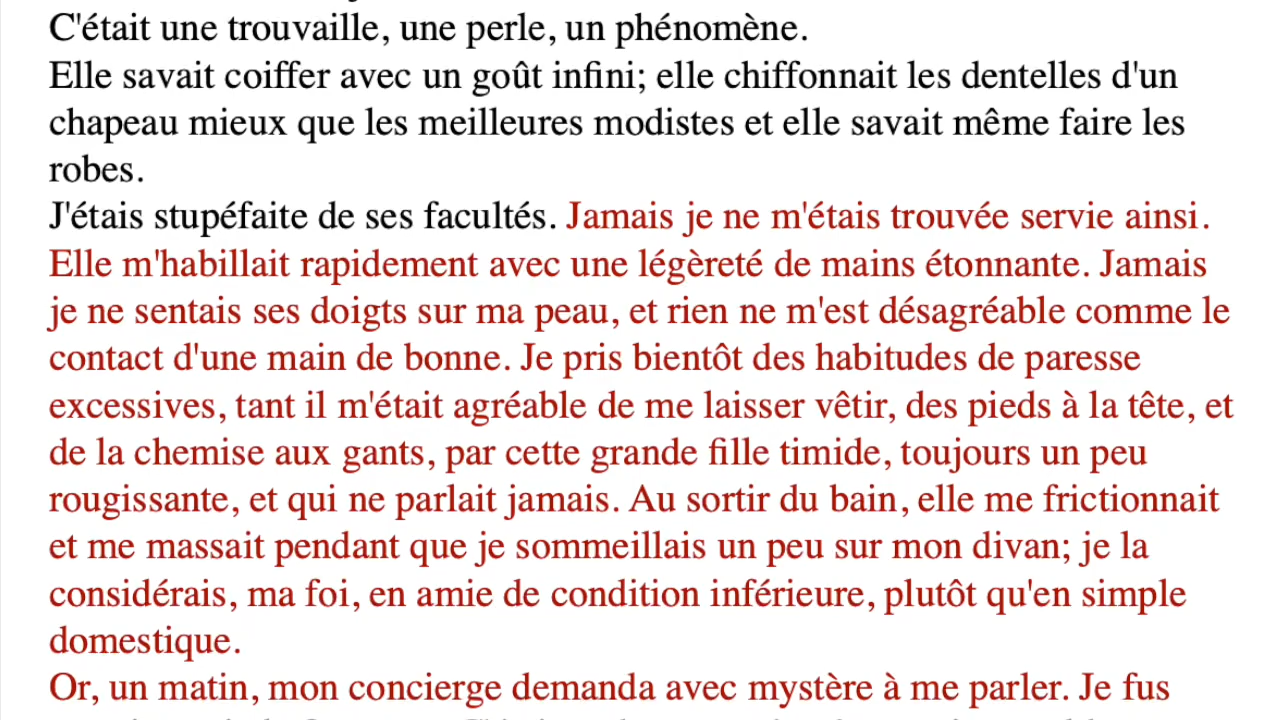 C'était une trouvaille, une perle, un phénomène.
Elle savait coiffer avec un goût infini; elle chiffonnait les dentelles d'un
chapeau mieux que les meilleures modistes et elle savait même faire les
robes.
J'étais stupéfaite de ses facultés. Jamais je ne m'étais trouvée servie ainsi.
Elle m'habillait rapidement avec une légèreté de mains étonnante. Jamais
je ne sentais ses doigts sur ma peau, et rien ne m'est désagréable comme le
contact d'une main de bonne. Je pris bientôt des habitudes de paresse
excessives, tant il m'était agréable de me laisser vêtir, des pieds à la tête, et
de la chemise aux gants, par cette grande fille timide, toujours un peu
rougissante, et qui ne parlait jamais. Au sortir du bain, elle me frictionnait
et me massait pendant que je sommeillais un peu sur mon divan; je la
considérais, ma foi, en amie de condition inférieure, plutôt qu'en simple
domestique.
Or, un matin, mon concierge demanda avec mystère à me parler. Je fus